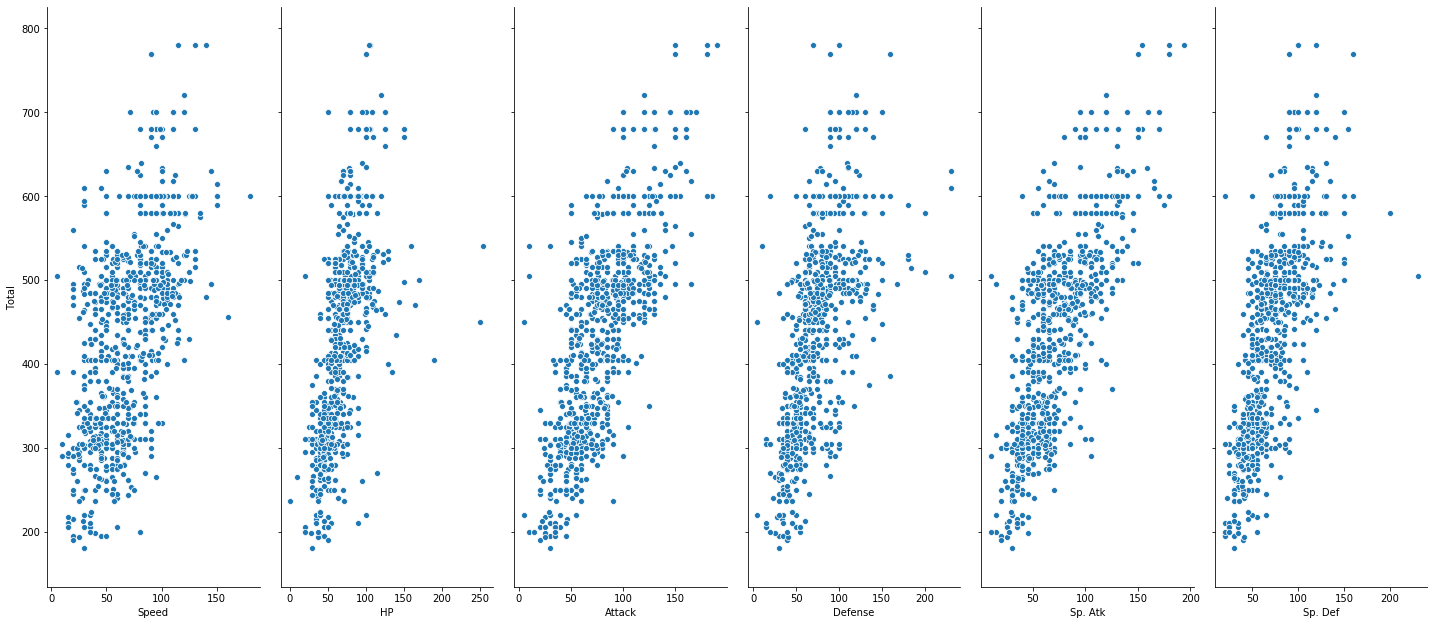 800
700
600
500
400
300
200
Total
0 50 100 150
0 50 100 150 200 250
0 50 100 150
0 50 100 150 200
0 50 100 150 200
50 100 150 200
Speed
HP
Attack
Defense
Sp. Atk
Sp. Def